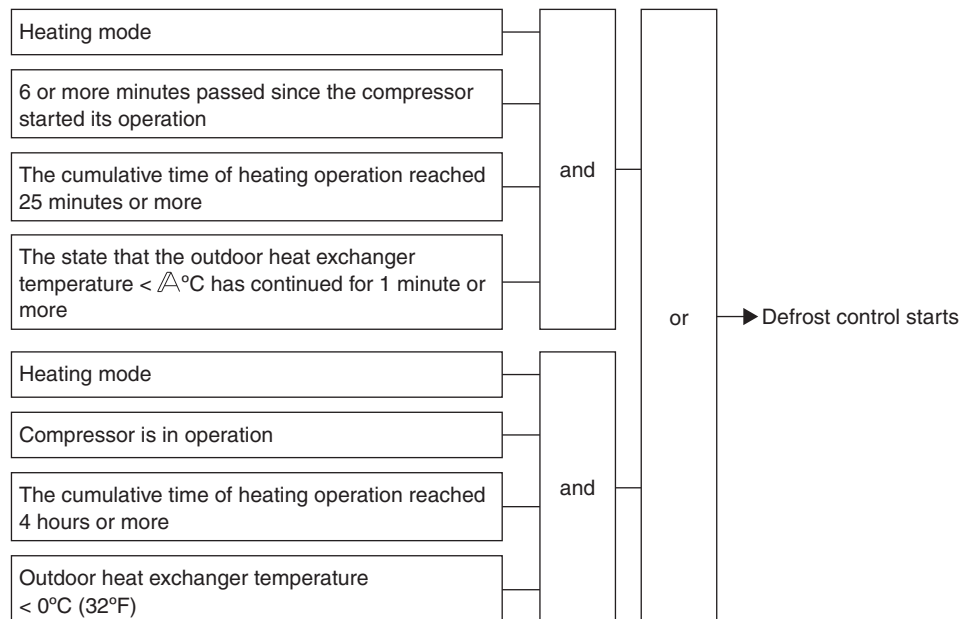 Heating mode
6 or more minutes passed since the compressor
started its operation
The cumulative time of heating operation reached
25 minutes or more
The state that the outdoor heat exchanger
temperature < 𝔸ºC has continued for 1 minute or
more
and
Heating mode
Compressor is in operation
The cumulative time of heating operation reached
4 hours or more
Outdoor heat exchanger temperature
< 0ºC (32ºF)
and
or
Defrost control starts